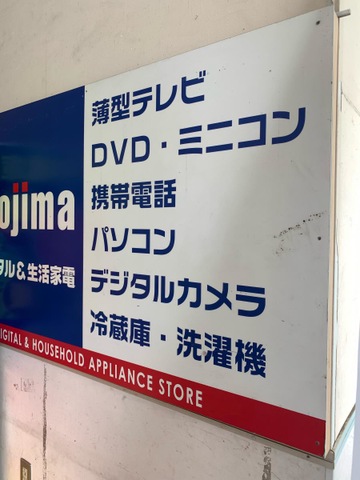 ojima
タル&生活家電
薄型テレビ
DVD・ミニコン
携帯電話
パソコン
デジタルカメラ
冷蔵庫・洗濯機
IGITAL & HOUSEHOLD APPLIANCE STORE